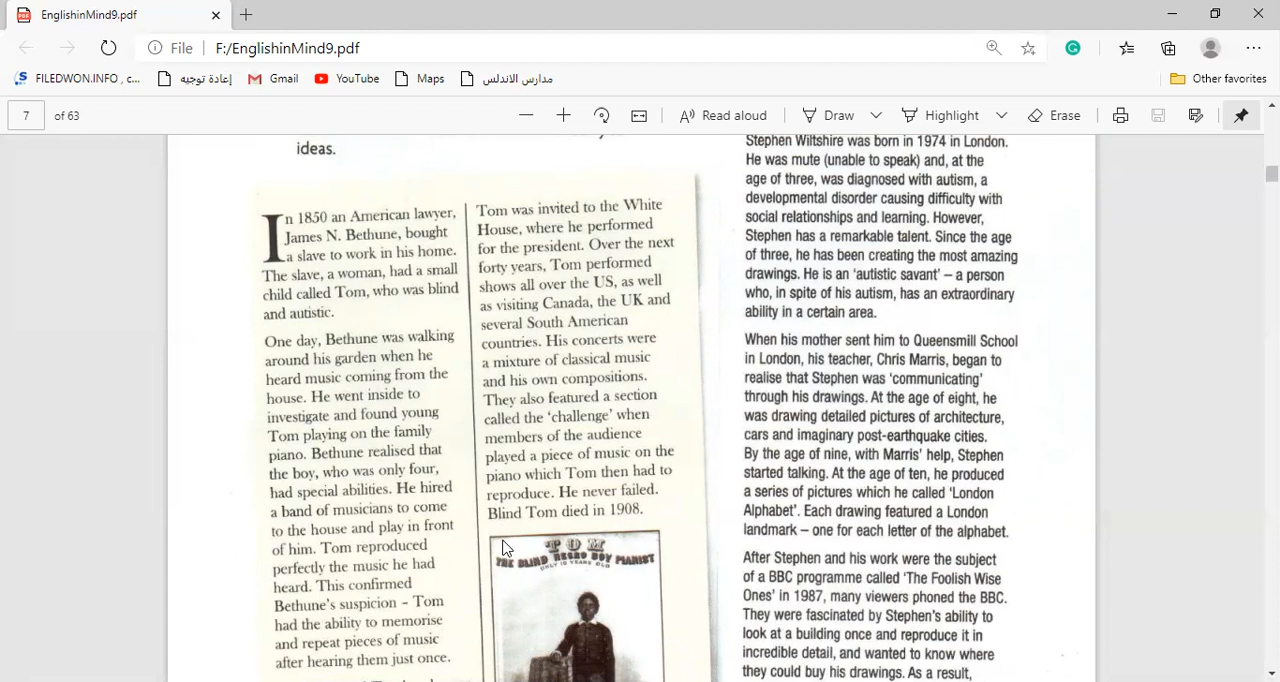 EnglishinMind9.pdf
File
F:/EnglishinMind9.pdf
FILEDWON.INFO , c...
إعادة توجيه
Gmail
YouTube
Maps
مدارس الاندلس
Other favorites
7
of 63
Read aloud
Draw
Highlight
Erase
ideas.
In 1850 an American lawyer,
James N. Bethune, bought
a slave to work in his home.
The slave, a woman, had a small
child called Tom, who was blind
and autistic.
One day, Bethune was walking
around his garden when he
heard music coming from the
house. He went inside to
investigate and found young
Tom playing on the family
piano. Bethune realised that
the boy, who was only four,
had special abilities. He hired
a band of musicians to come
to the house and play in front
of him. Tom reproduced
perfectly the music he had
heard. This confirmed
Bethune's suspicion – Tom
had the ability to memorise
and repeat pieces of music
after hearing them just once.
Tom was invited to the White
House, where he performed
for the president. Over the next
forty years, Tom performed
shows all over the US, as well
as visiting Canada, the UK and
several South American
countries. His concerts were
a mixture of classical music
and his own compositions.
They also featured a section
called the 'challenge' when
members of the audience
played a piece of music on the
piano which Tom then had to
reproduce. He never failed.
Blind Tom died in 1908.
TOM
THE BLIND NEGRO BOY PIANIST
ONLY 10 YEARS OLD
Stephen Wiltshire was born in 1974 in London.
He was mute (unable to speak) and, at the
age of three, was diagnosed with autism, a
developmental disorder causing difficulty with
social relationships and learning. However,
Stephen has a remarkable talent. Since the age
of three, he has been creating the most amazing
drawings. He is an 'autistic savant' – a person
who, in spite of his autism, has an extraordinary
ability in a certain area.
When his mother sent him to Queensmill School
in London, his teacher, Chris Marris, began to
realise that Stephen was 'communicating'
through his drawings. At the age of eight, he
was drawing detailed pictures of architecture,
cars and imaginary post-earthquake cities.
By the age of nine, with Marris' help, Stephen
started talking. At the age of ten, he produced
a series of pictures which he called 'London
Alphabet'. Each drawing featured a London
landmark – one for each letter of the alphabet.
After Stephen and his work were the subject
of a BBC programme called 'The Foolish Wise
Ones' in 1987, many viewers phoned the BBC.
They were fascinated by Stephen's ability to
look at a building once and reproduce it in
incredible detail, and wanted to know where
they could buy his drawings. As a result,